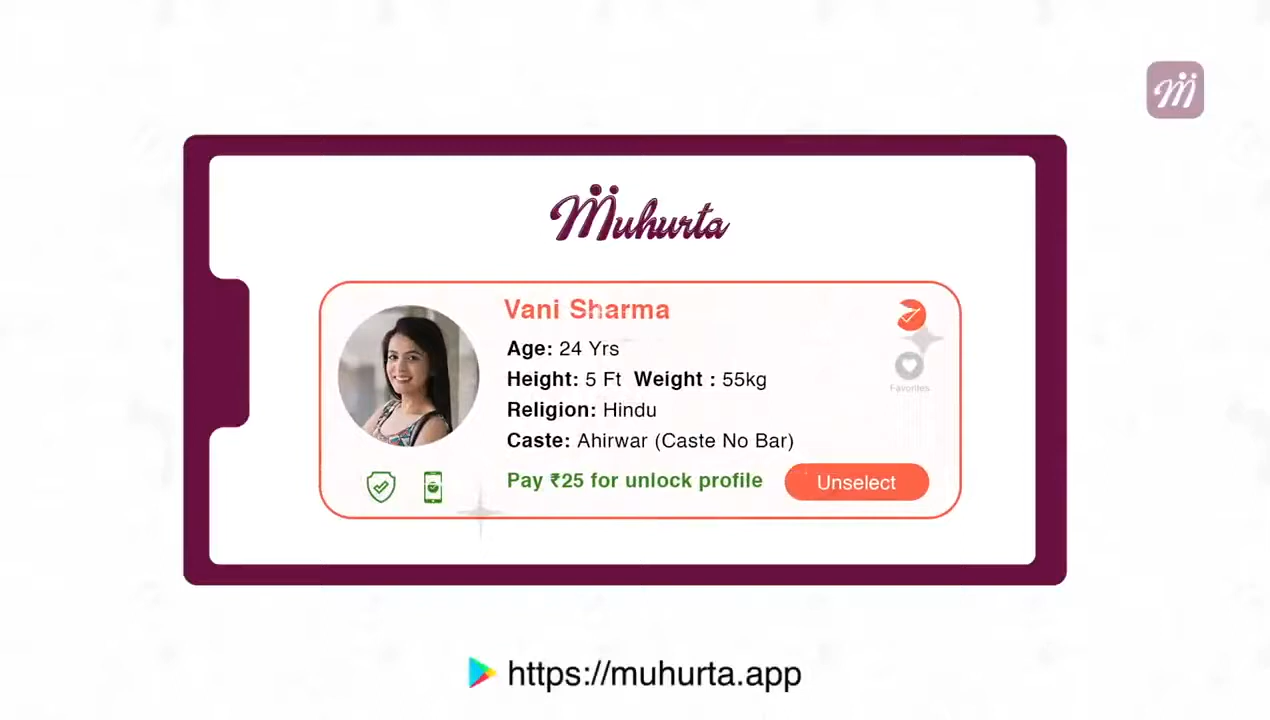 Muhurta
Vani Sharma
Age: 24 Yrs
Height: 5 Ft Weight : 55kg
Religion: Hindu
Caste: Ahirwar (Caste No Bar)
Favorites
Pay ₹25 for unlock profile
Unselect
https://muhurta.app